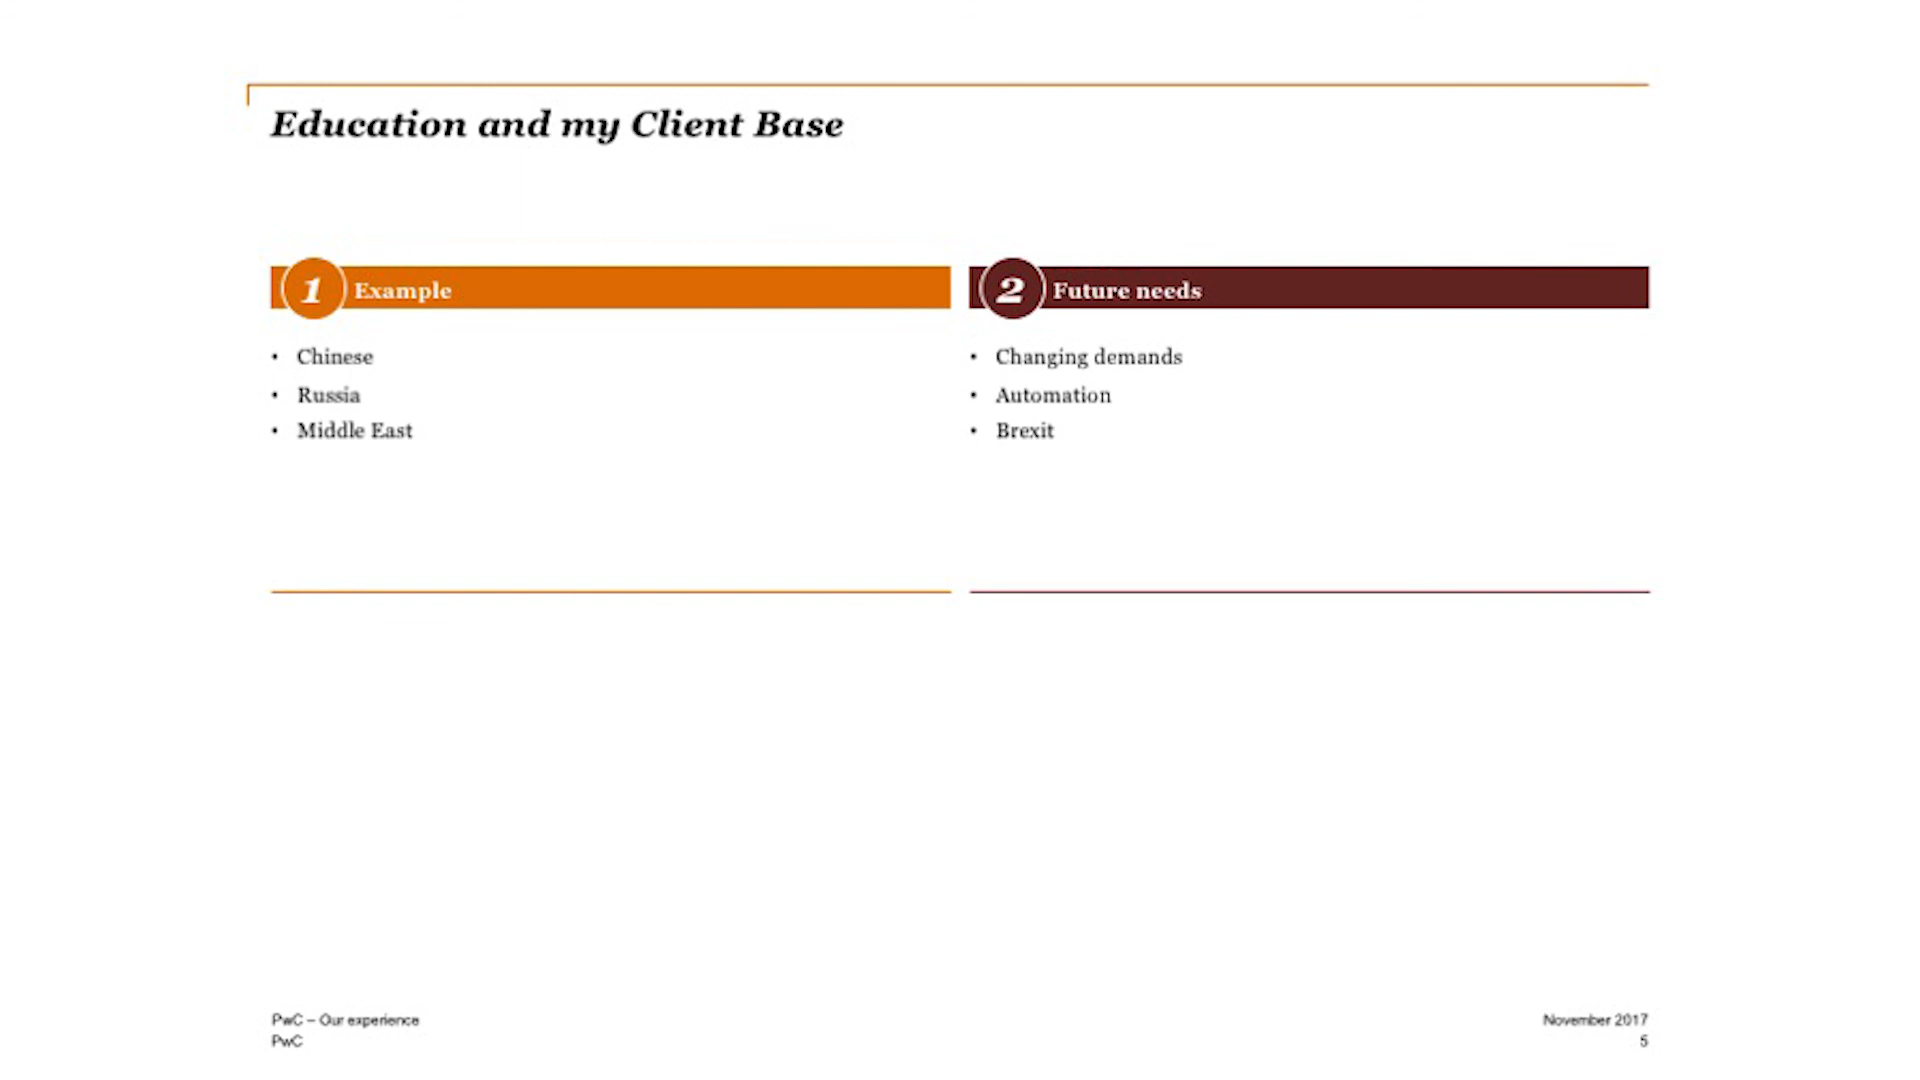 Education and my Client Base
1 Example
• Chinese
• Russia
• Middle East
2 Future needs
• Changing demands
• Automation
• Brexit
PwC – Our experience
PwC
November 2017
5